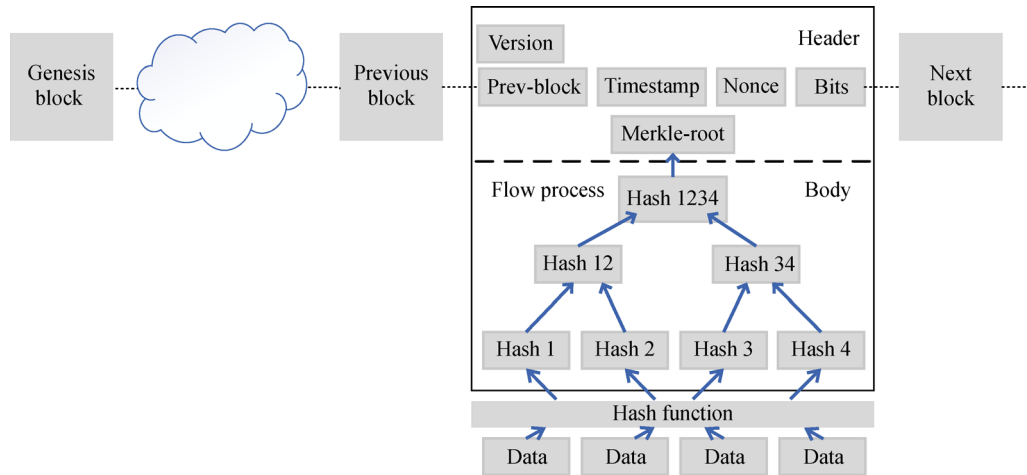 Genesis
block
Previous
block
Version
Header
Prev-block
Timestamp
Nonce
Bits
Merkle-root
Next
block
Flow process
Body
Hash 1234
Hash 12
Hash 34
Hash 1
Hash 2
Hash 3
Hash 4
Hash function
Data
Data
Data
Data